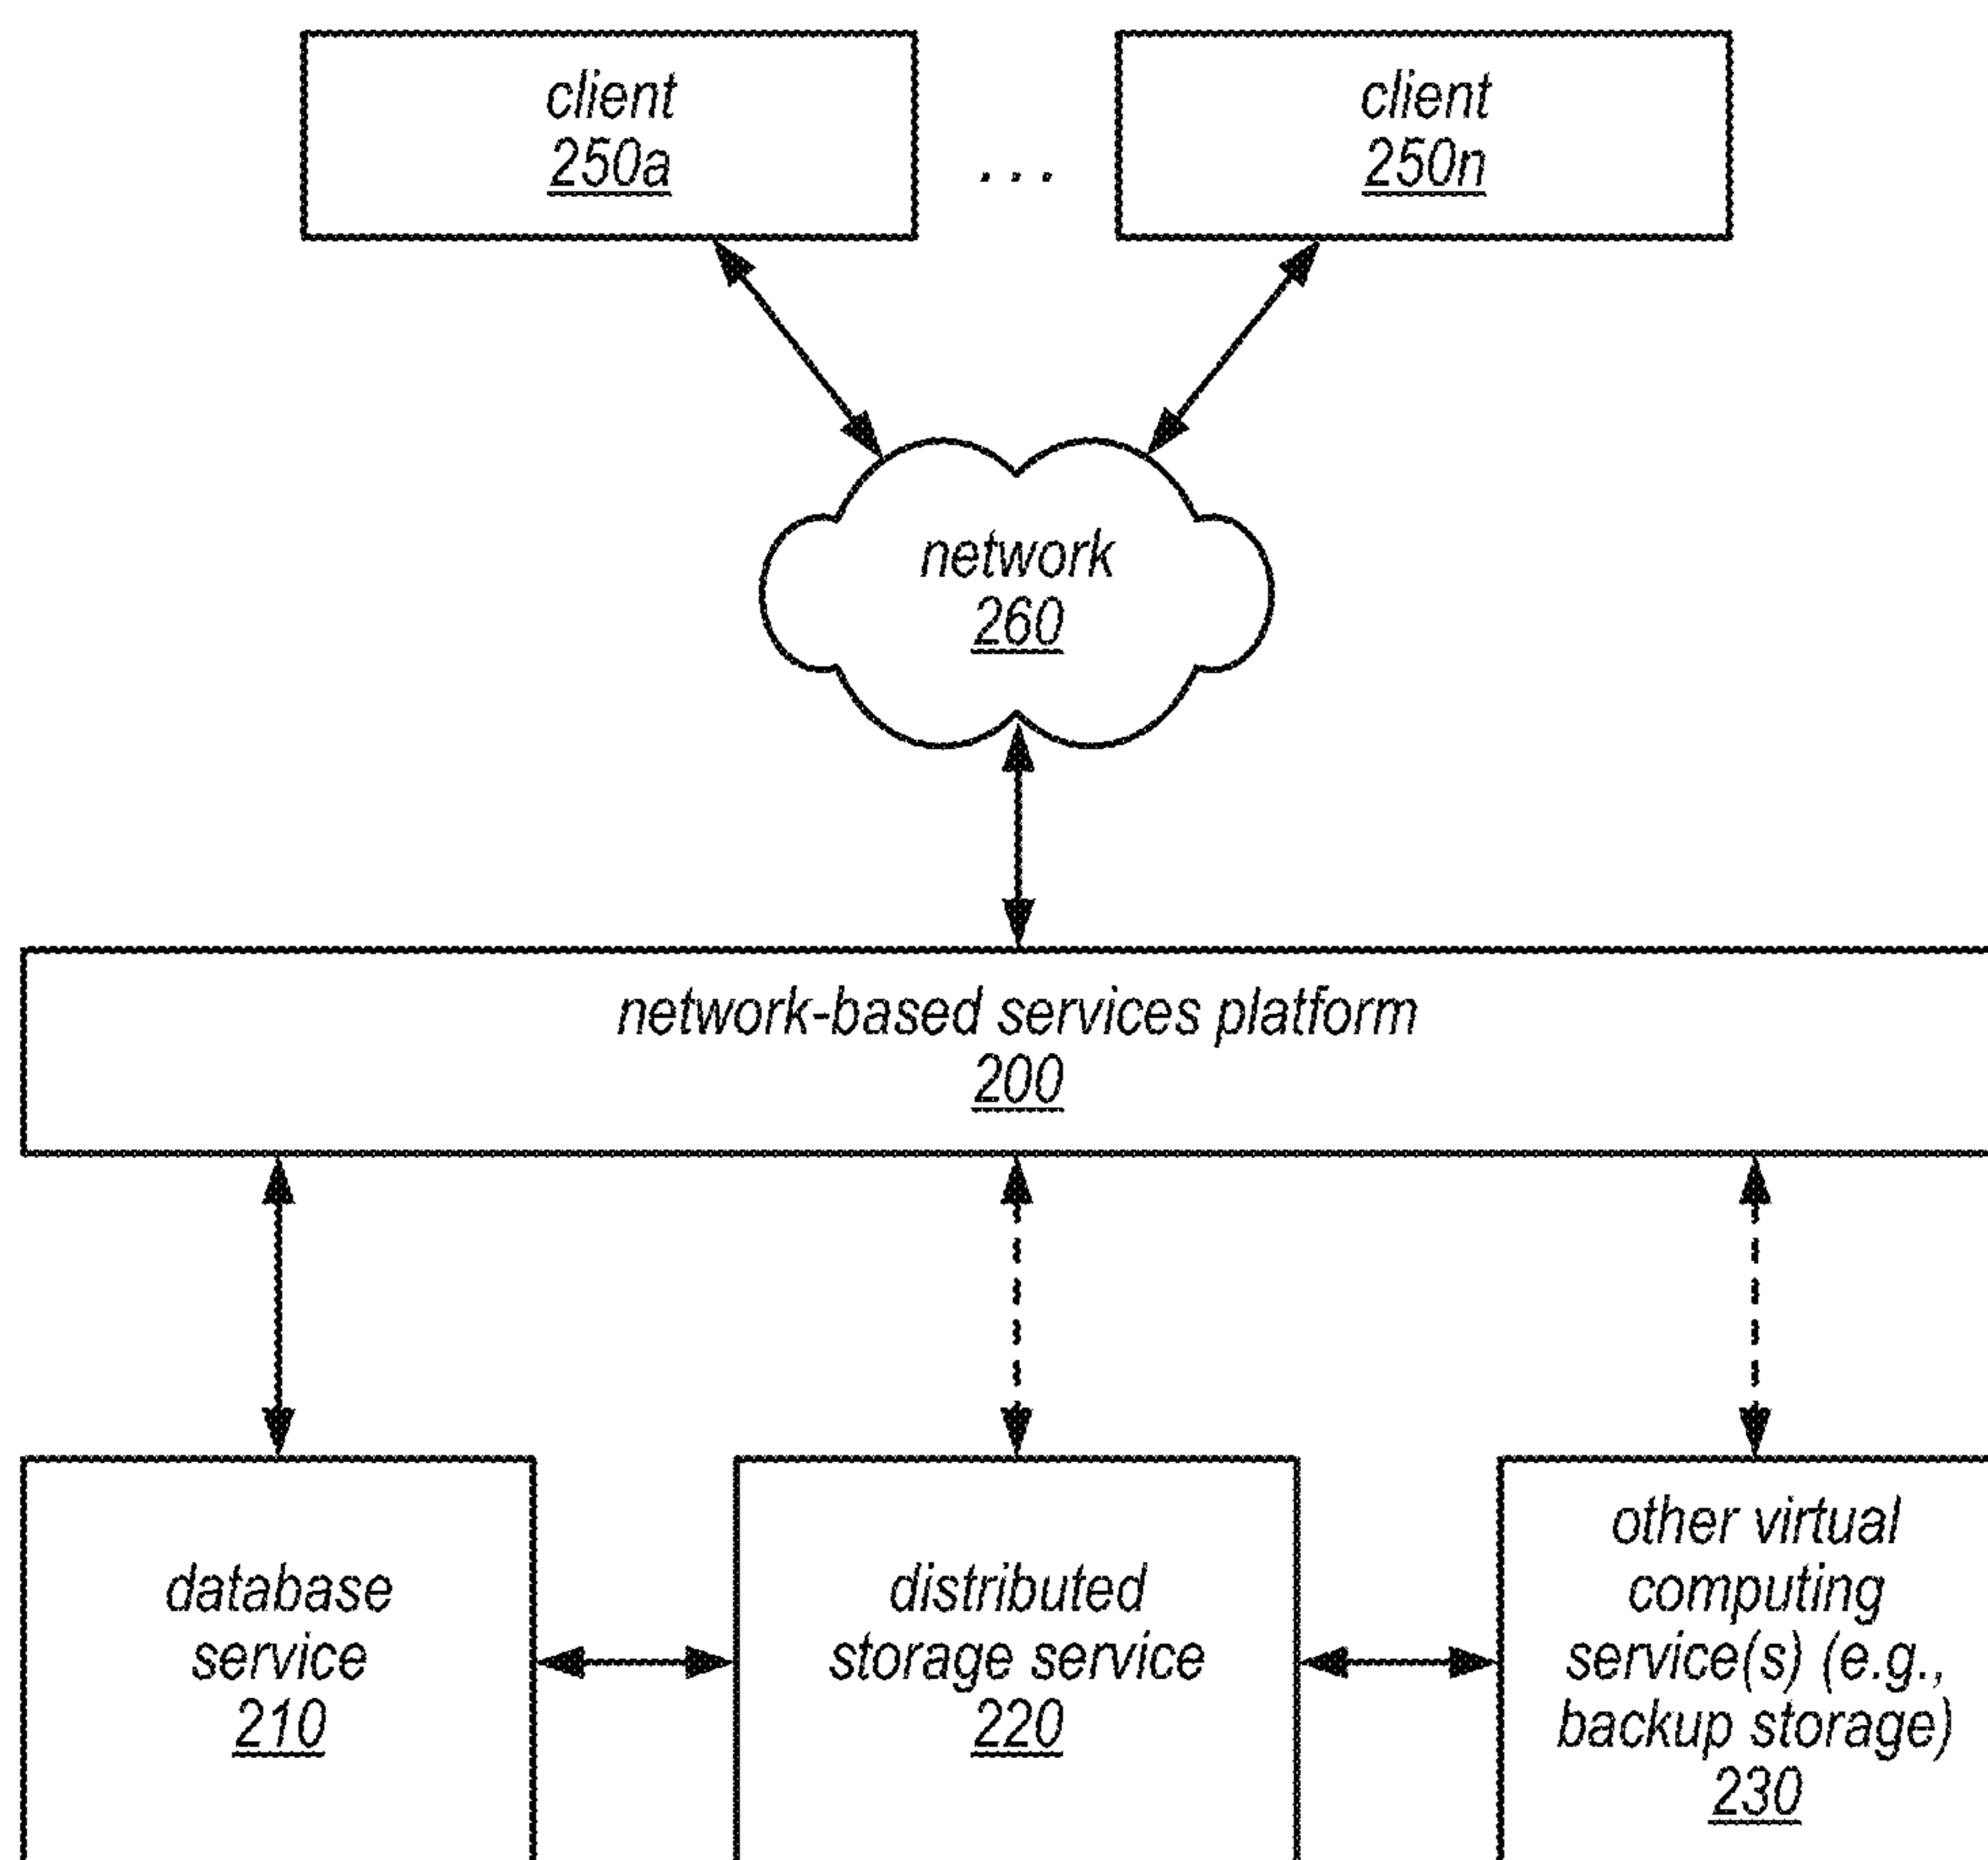 client
250a
...
client
250n
network
260
network-based services platform
200
database
service
210
distributed
storage service
220
other virtual
computing
service(s) (e.g.,
backup storage)
230